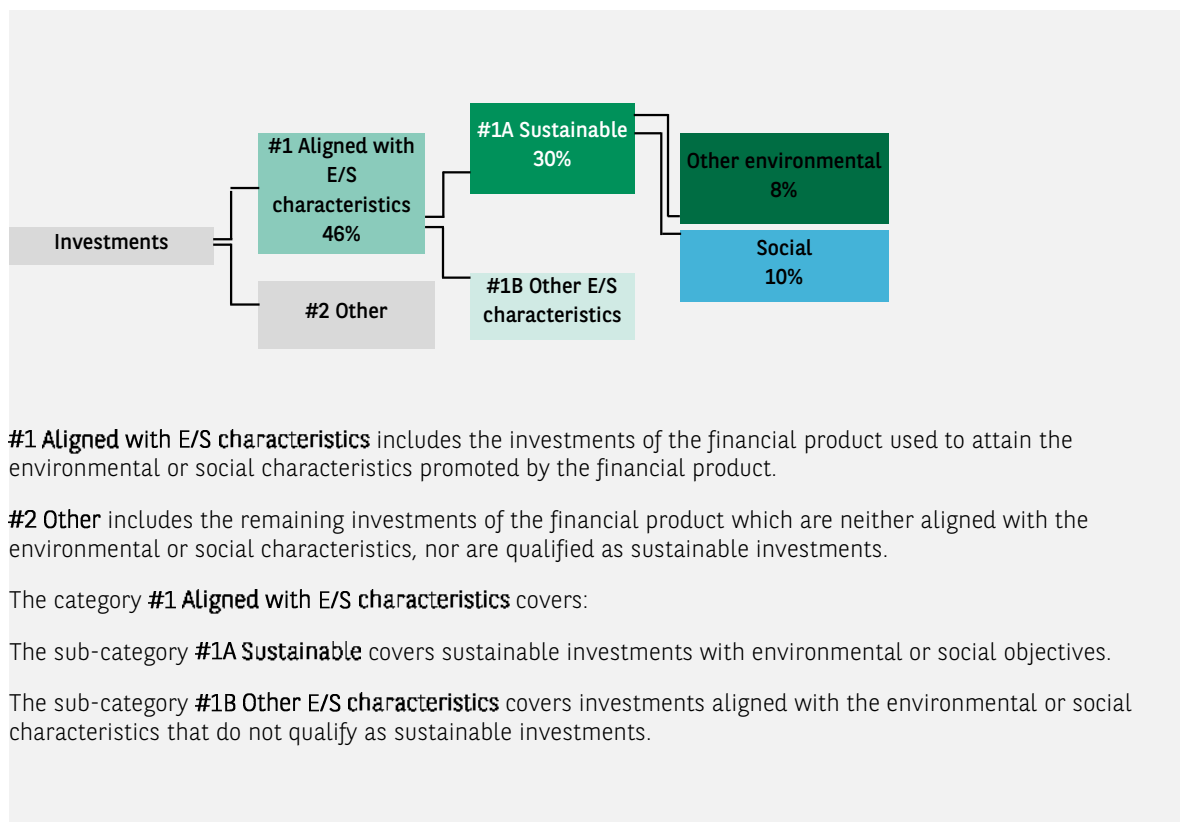 #1A Sustainable
30%
#1 Aligned with
E/S
characteristics
46%
Other environmental
8%
Investments
Social
10%
#2 Other
#1B Other E/S
characteristics
#1 Aligned with E/S characteristics includes the investments of the financial product used to attain the
environmental or social characteristics promoted by the financial product.
#2 Other includes the remaining investments of the financial product which are neither aligned with the
environmental or social characteristics, nor are qualified as sustainable investments.
The category #1 Aligned with E/S characteristics covers:
The sub-category #1A Sustainable covers sustainable investments with environmental or social objectives.
The sub-category #1B Other E/S characteristics covers investments aligned with the environmental or social
characteristics that do not qualify as sustainable investments.